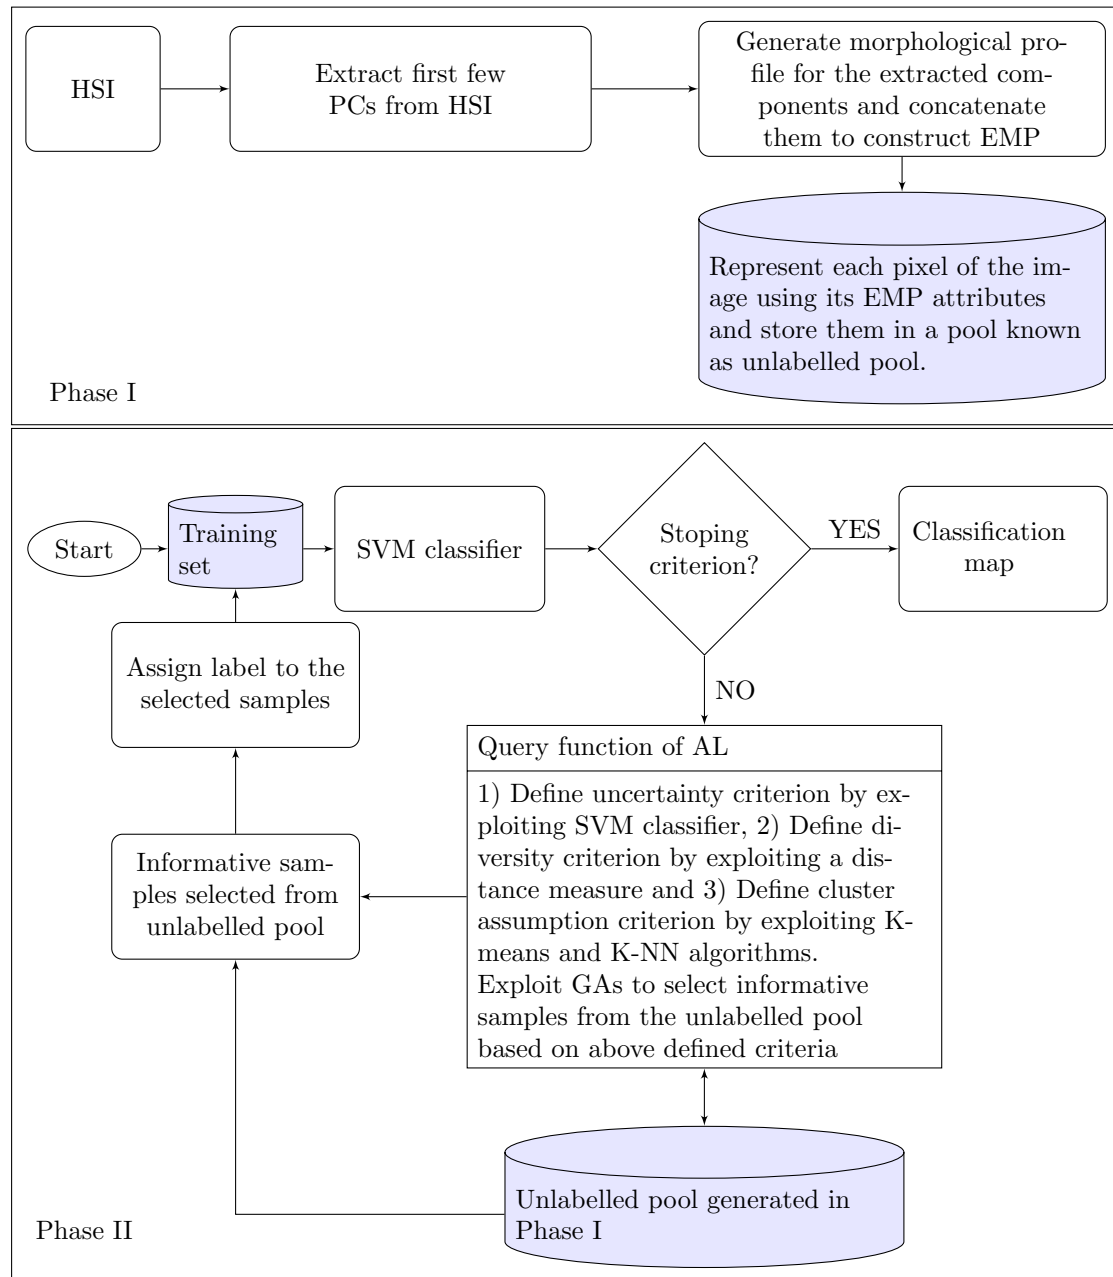 HSI
Extract first few
PCs from HSI
Generate morphological pro-
file for the extracted com-
ponents and concatenate
them to construct EMP
Represent each pixel of the im-
age using its EMP attributes
and store them in a pool known
as unlabelled pool.
Phase I
Start
Training
set
SVM classifier
Stoping
criterion?
YES
Classification
map
NO
Assign label to the
selected samples
Query function of AL
1) Define uncertainty criterion by ex-
ploiting SVM classifier, 2) Define di-
versity criterion by exploiting a dis-
tance measure and 3) Define cluster
assumption criterion by exploiting K-
means and K-NN algorithms.
Exploit GAs to select informative
samples from the unlabelled pool
based on above defined criteria
Informative sam-
ples selected from
unlabelled pool
Unlabelled pool generated in
Phase I
Phase II